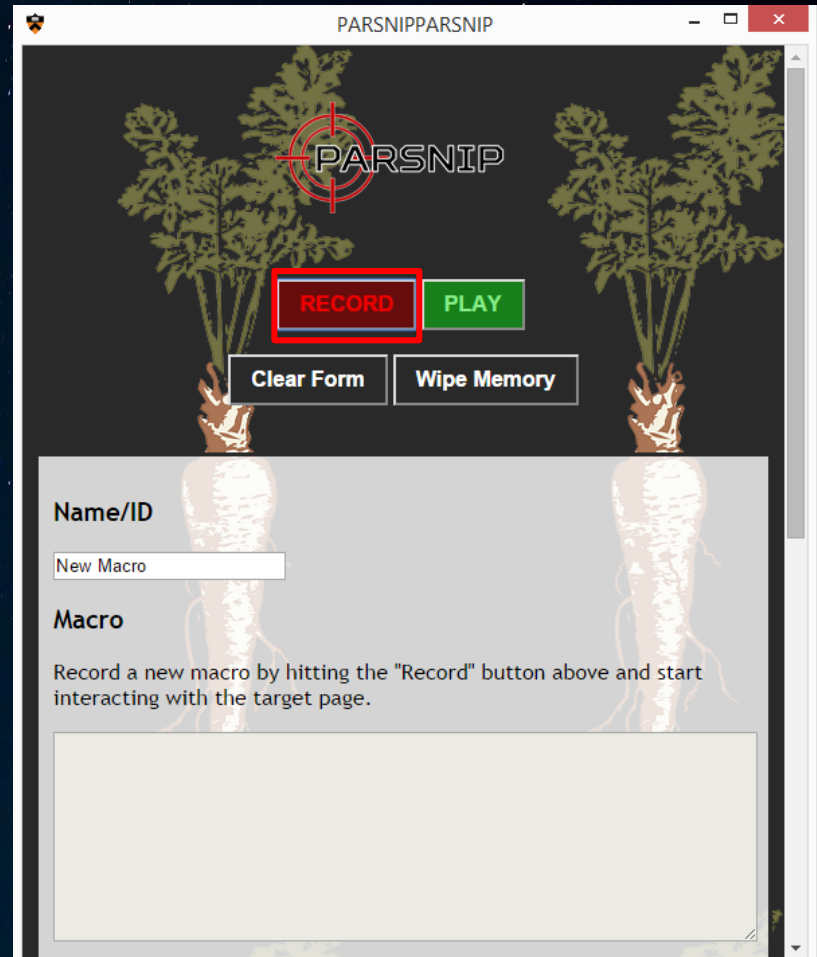 PARSNIPPARSNIP
PARSNIP
RECORD
PLAY
Clear Form
Wipe Memory
Name/ID
New Macro
Macro
Record a new macro by hitting the "Record" button above and start
interacting with the target page.